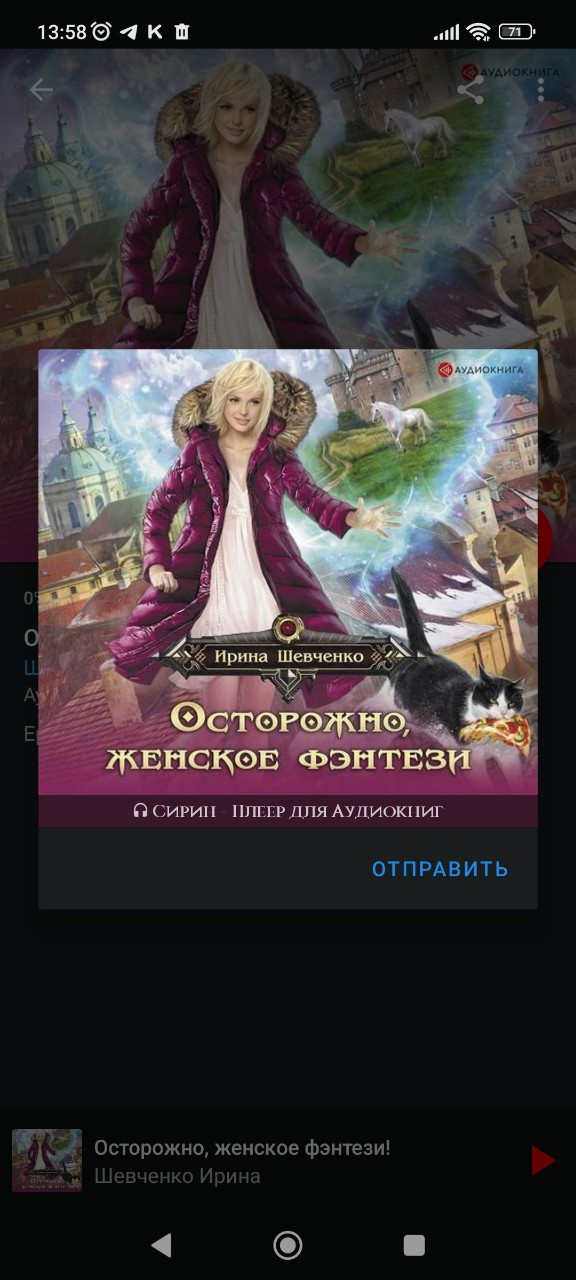 13:58
71
АУДИОКНИГА
АУДИОКНИГА
Ирина Шевченко
Осторожно,
женское фэнтези
Сирин - Плеер для Аудиокниг
ОТПРАВИТЬ
Осторожно, женское фэнтези!
Шевченко Ирина